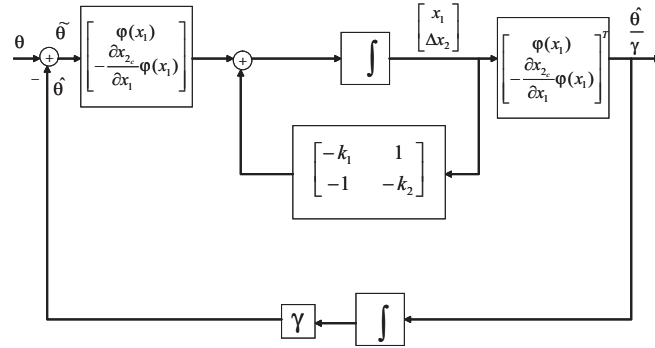 θ
θ̃
+
−
θ̂
[ φ(x₁)
−∂x₂c/∂x₁ φ(x₁) ]
+
∫
[ x₁
Δx₂ ]
[ φ(x₁)
−∂x₂c/∂x₁ φ(x₁) ]ᵀ
θ̂/γ
[ −k₁ 1
−1 −k₂ ]
γ
∫